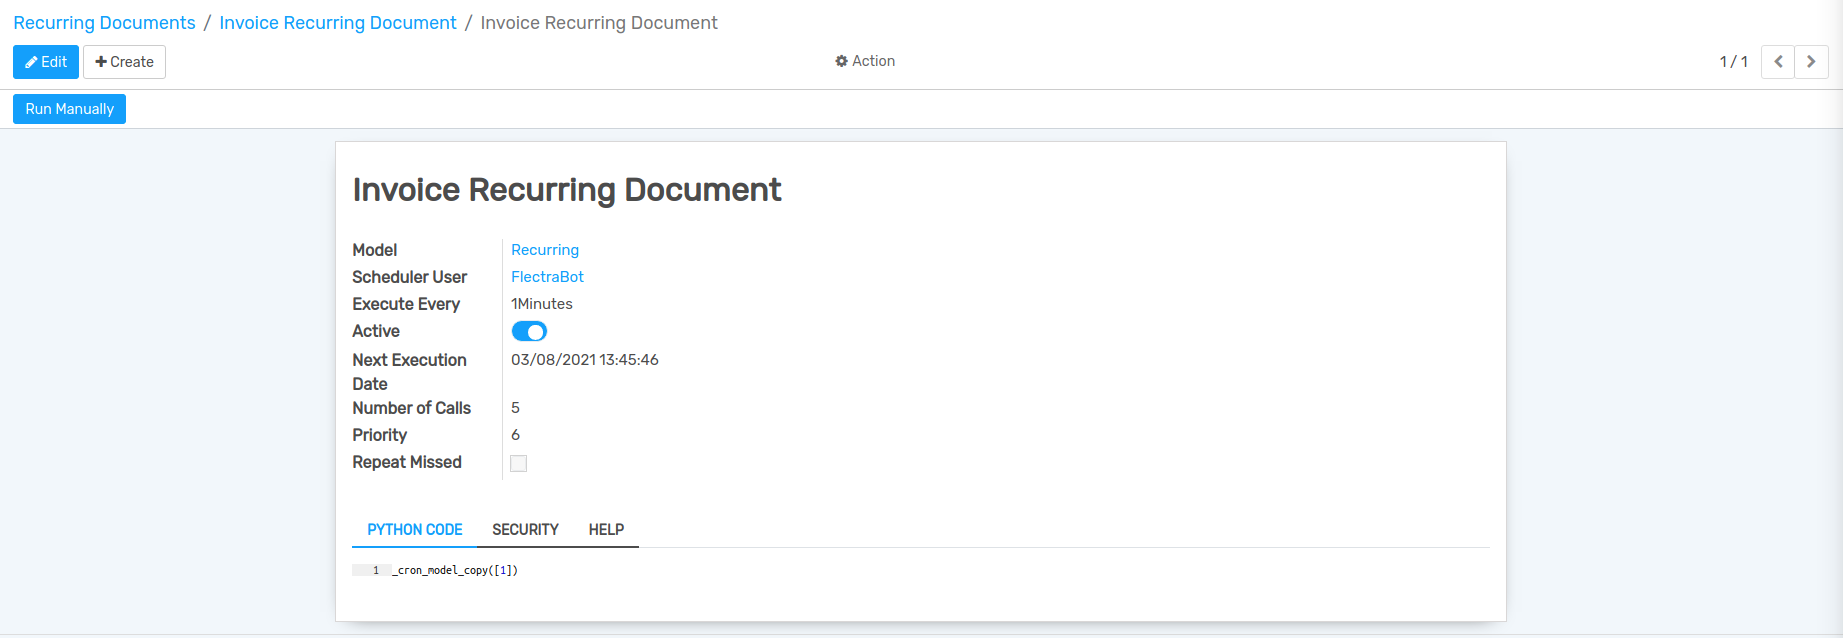 Recurring Documents / Invoice Recurring Document / Invoice Recurring Document
Edit Create Action 1 / 1
Run Manually
Invoice Recurring Document
Model Recurring
Scheduler User FlectraBot
Execute Every 1Minutes
Active
Next Execution Date 03/08/2021 13:45:46
Number of Calls 5
Priority 6
Repeat Missed
PYTHON CODE SECURITY HELP
1 _cron_model_copy([1])